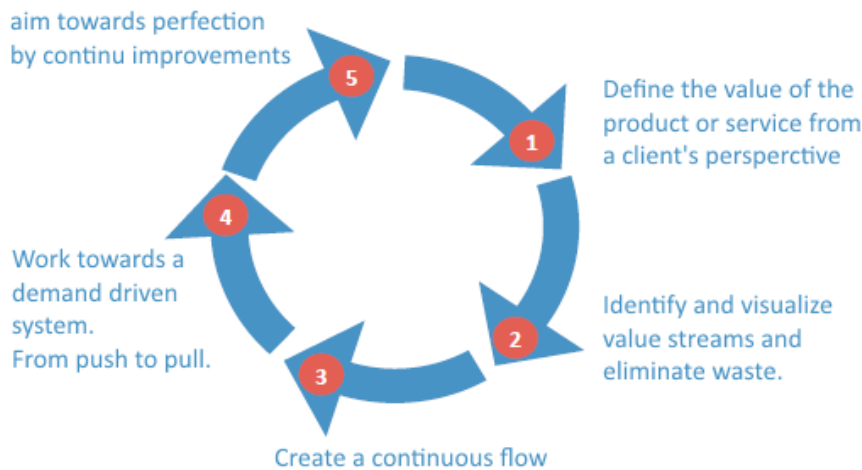 1
Define the value of the
product or service from
a client's persperctive
2
Identify and visualize
value streams and
eliminate waste.
3
Create a continuous flow
4
Work towards a
demand driven
system.
From push to pull.
5
aim towards perfection
by continu improvements